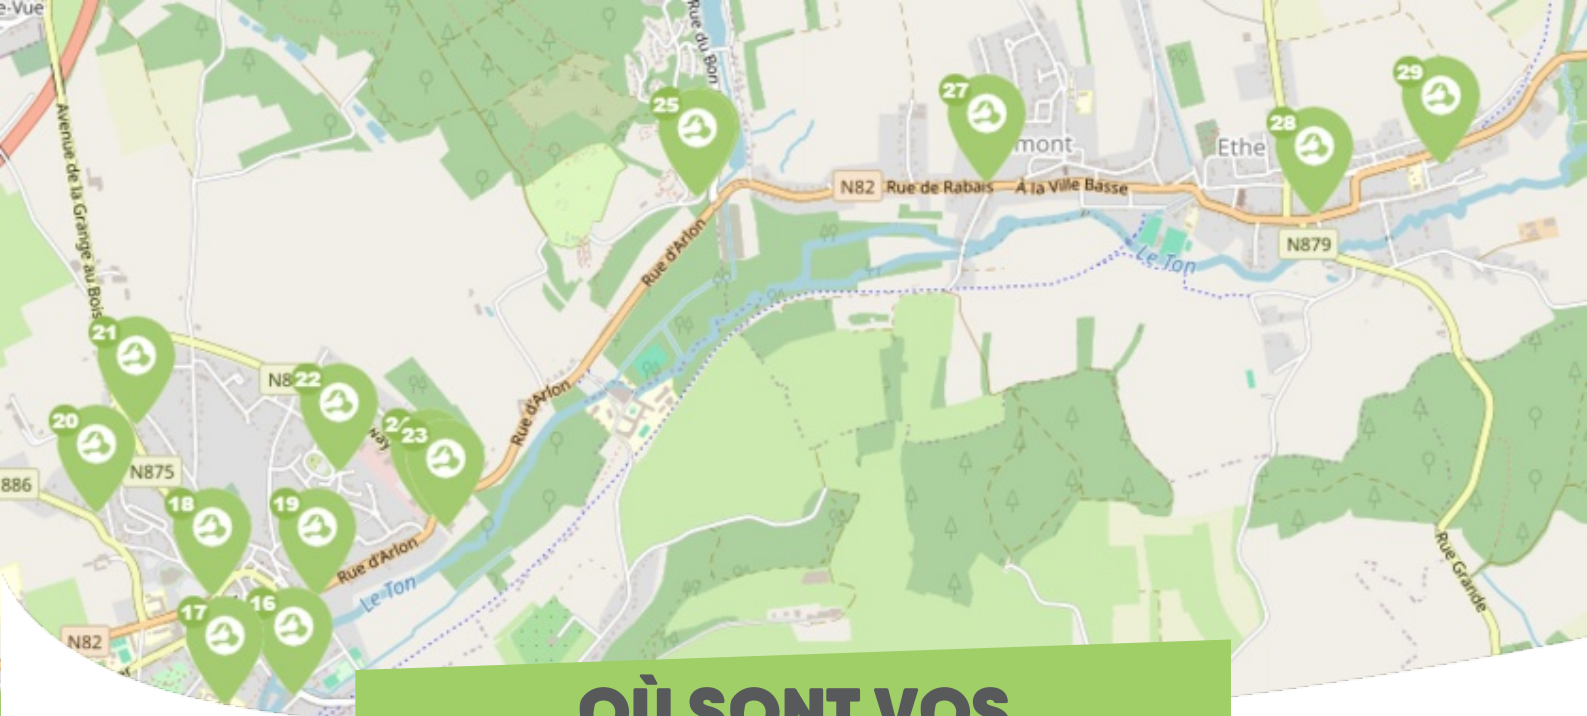 e-Vue
Rue du Bon
Avenue de la Grange au Bois
25
27
28
29
mont
Ethe
N82
Rue de Rabais
À la Ville Basse
N879
Le Ton
Rue d'Arlon
21
N8
22
20
24
23
way
Rue d'Arlon
N875
886
18
19
Rue d'Arlon
Le Ton
Rue Grande
17
16
N82
OÙ SONT VOS